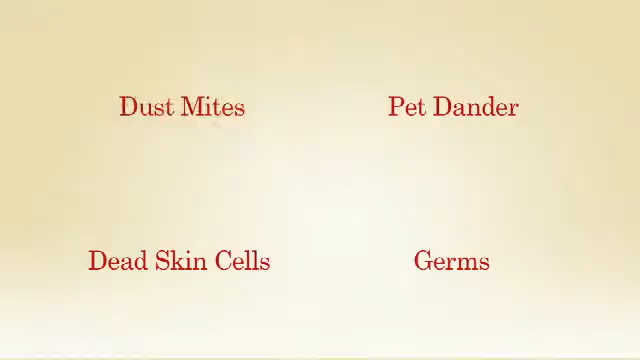 Dust Mites
Pet Dander
Dead Skin Cells
Germs